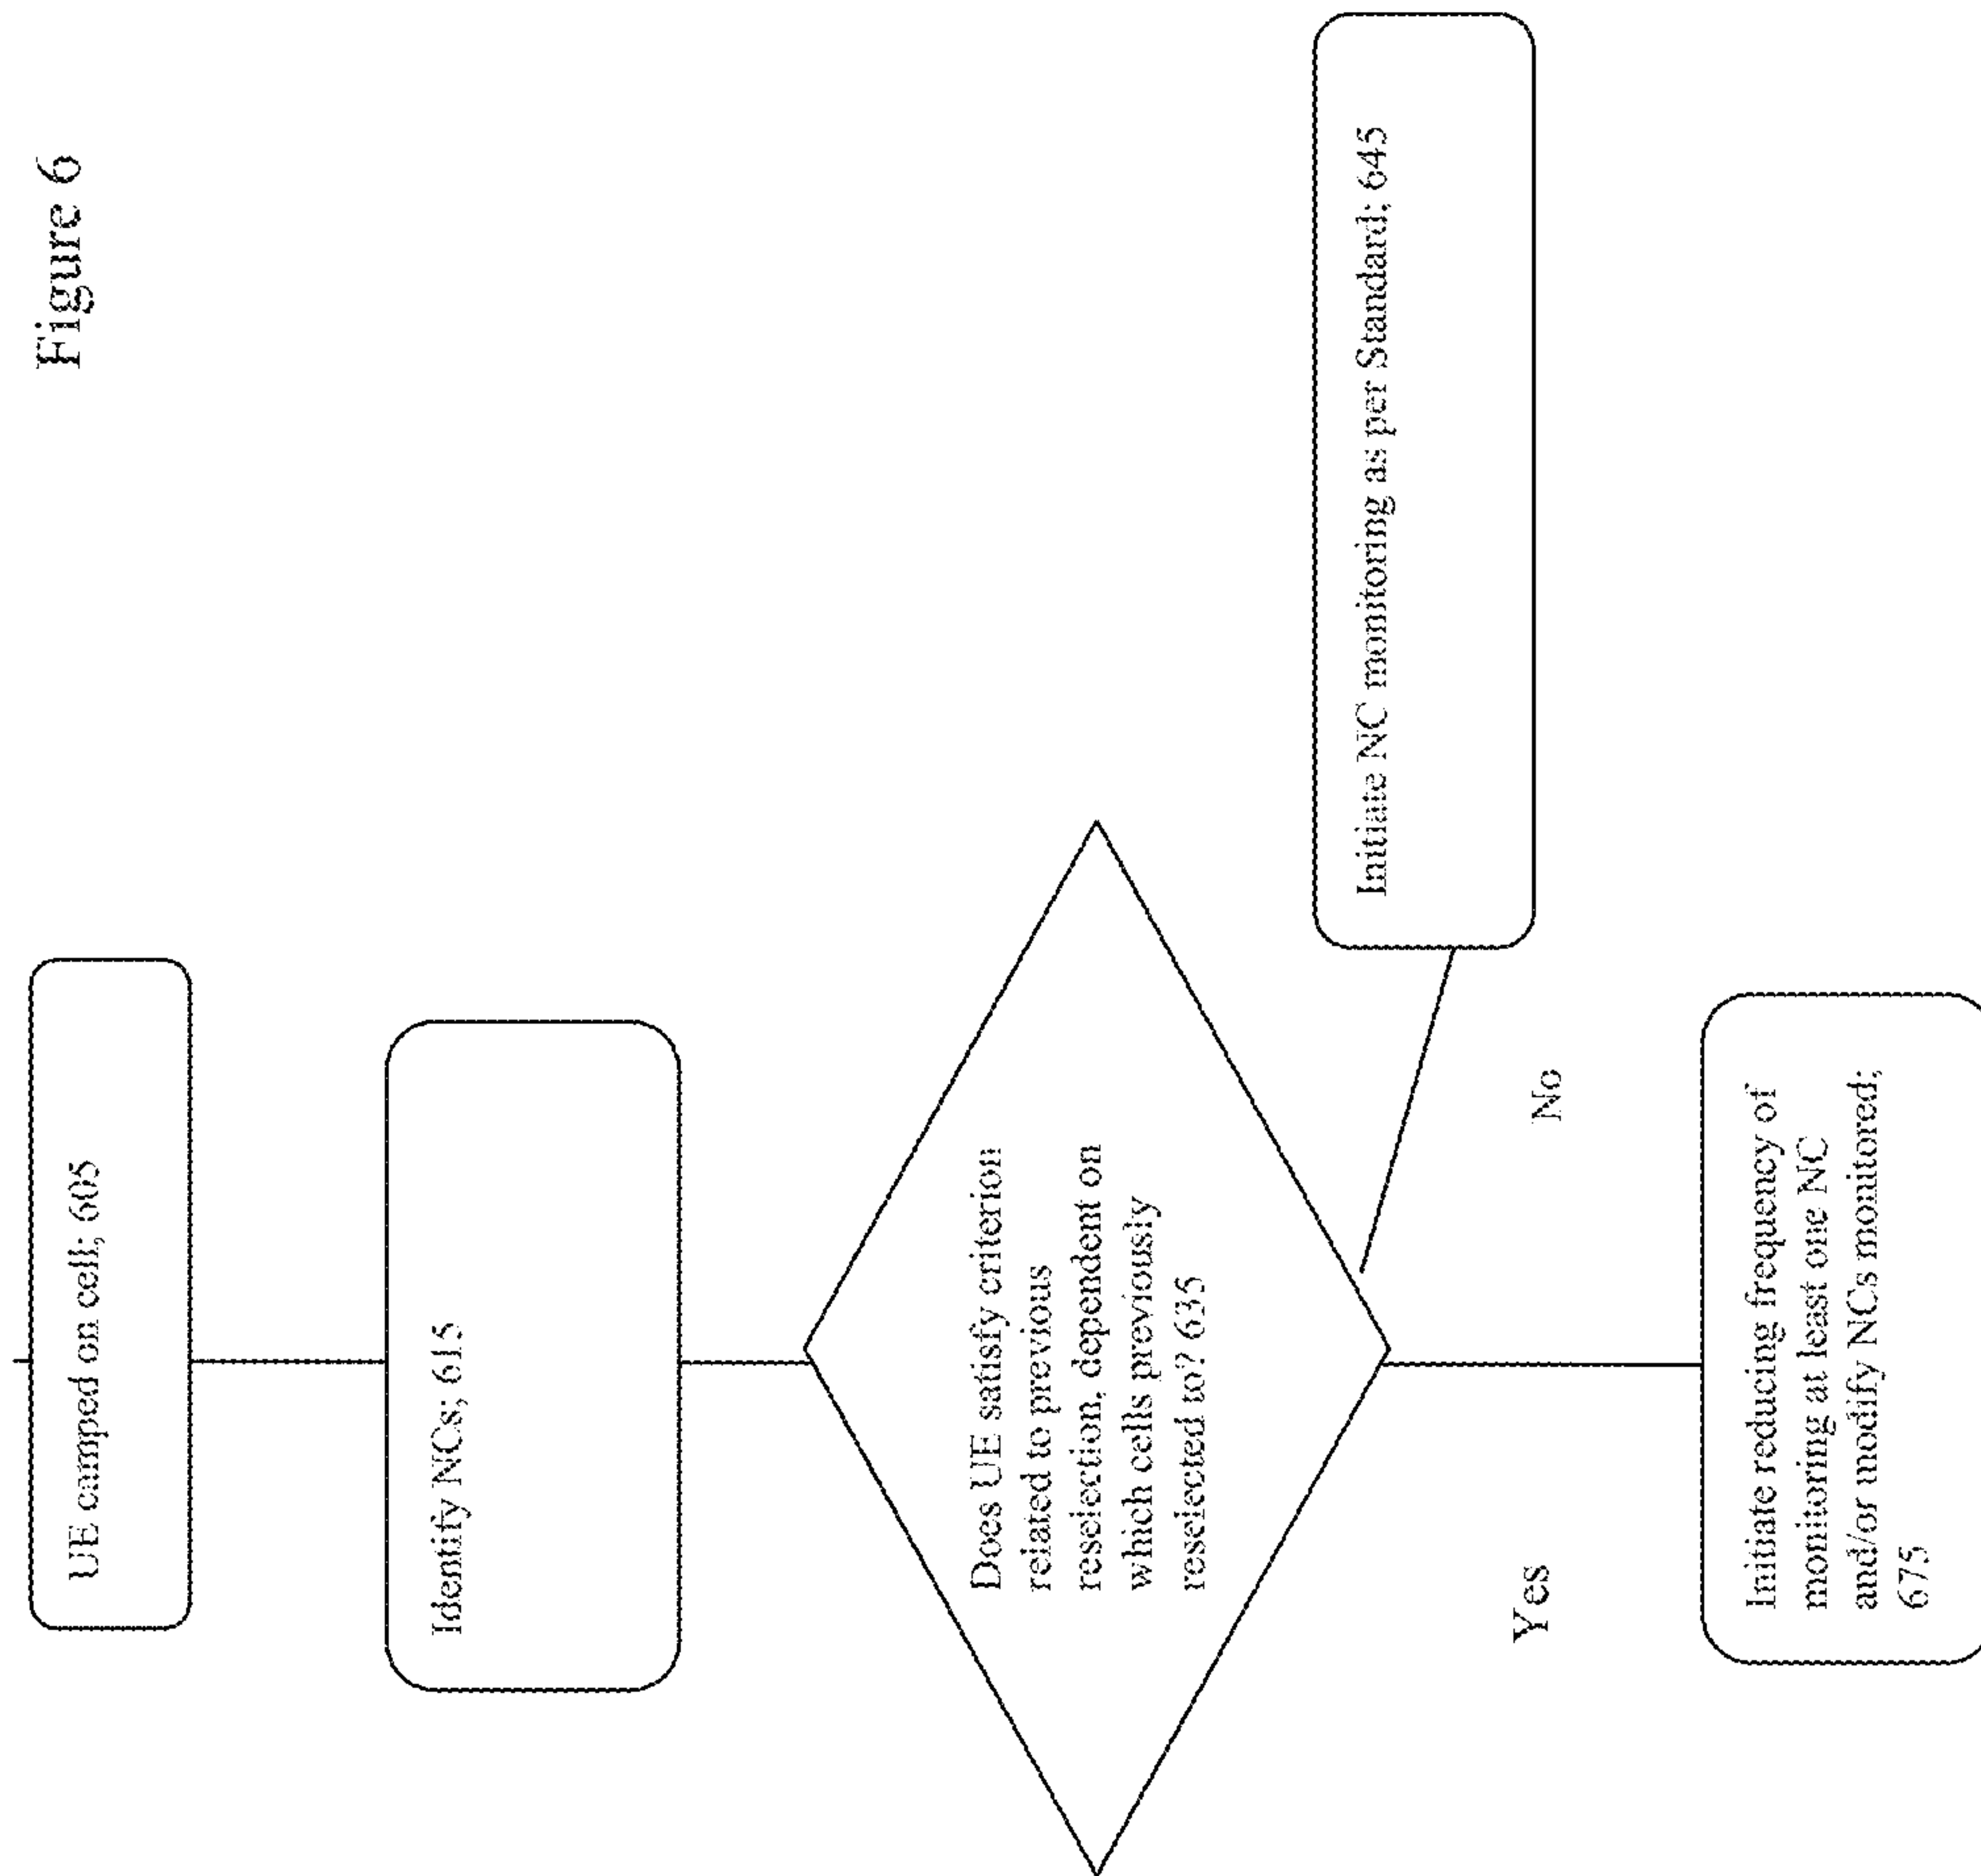 Figure 6
UE camped on cell; 605
Identify NCs; 615
Does UE satisfy criterion
related to previous
reselection, dependent on
which cells previously
reselected to? 635
No
Initiate NC monitoring as per Standard; 645
Yes
Initiate reducing frequency of
monitoring at least one NC
and/or modify NCs monitored;
675